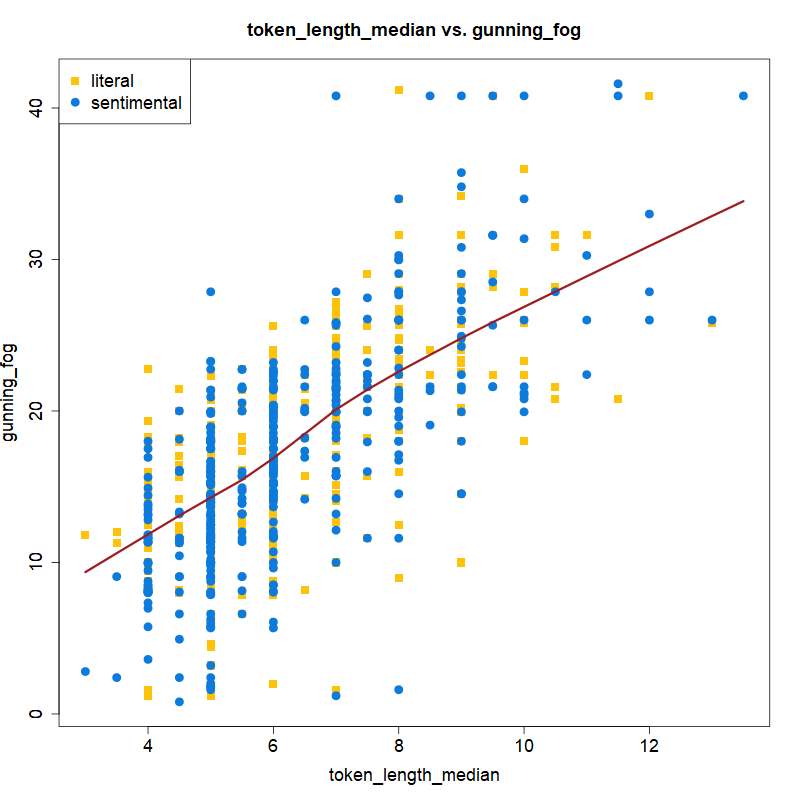 token_length_median vs. gunning_fog
literal
sentimental
40
30
20
10
0
gunning_fog
4 6 8 10 12
token_length_median